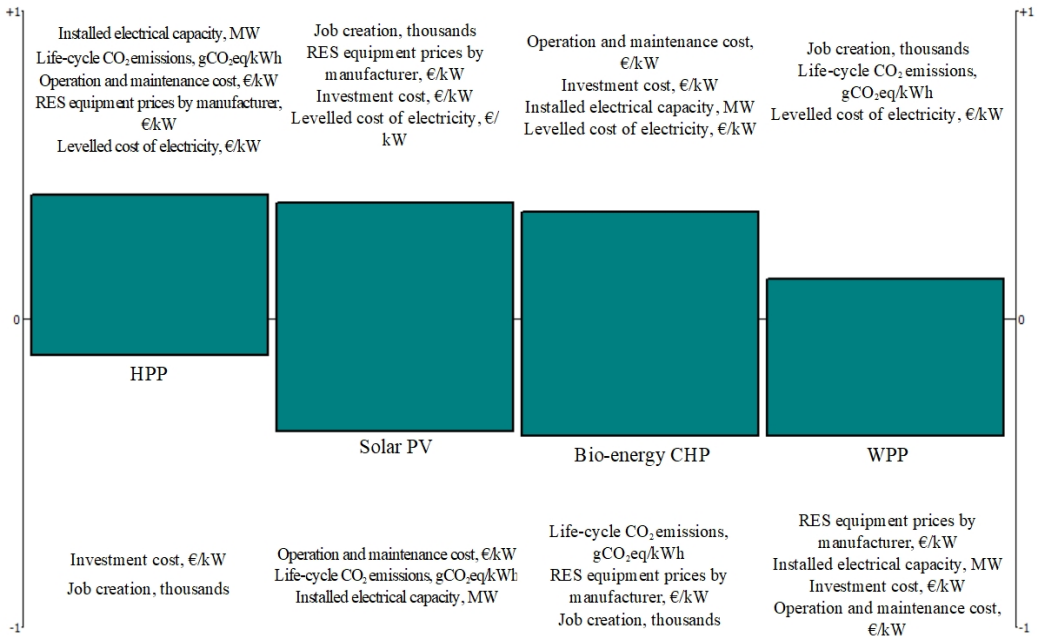 +1
+1
Installed electrical capacity, MW
Life-cycle CO₂ emissions, gCO₂eq/kWh
Operation and maintenance cost, €/kW
RES equipment prices by manufacturer,
€/kW
Levelled cost of electricity, €/kW
Job creation, thousands
RES equipment prices by
manufacturer, €/kW
Investment cost, €/kW
Levelled cost of electricity, €/
kW
Operation and maintenance cost,
€/kW
Investment cost, €/kW
Installed electrical capacity, MW
Levelled cost of electricity, €/kW
Job creation, thousands
Life-cycle CO₂ emissions,
gCO₂eq/kWh
Levelled cost of electricity, €/kW
0
0
HPP
Solar PV
Bio-energy CHP
WPP
Investment cost, €/kW
Job creation, thousands
Operation and maintenance cost, €/kW
Life-cycle CO₂ emissions, gCO₂eq/kWh
Installed electrical capacity, MW
Life-cycle CO₂ emissions,
gCO₂eq/kWh
RES equipment prices by
manufacturer, €/kW
Job creation, thousands
RES equipment prices by
manufacturer, €/kW
Installed electrical capacity, MW
Investment cost, €/kW
Operation and maintenance cost,
€/kW
-1
-1